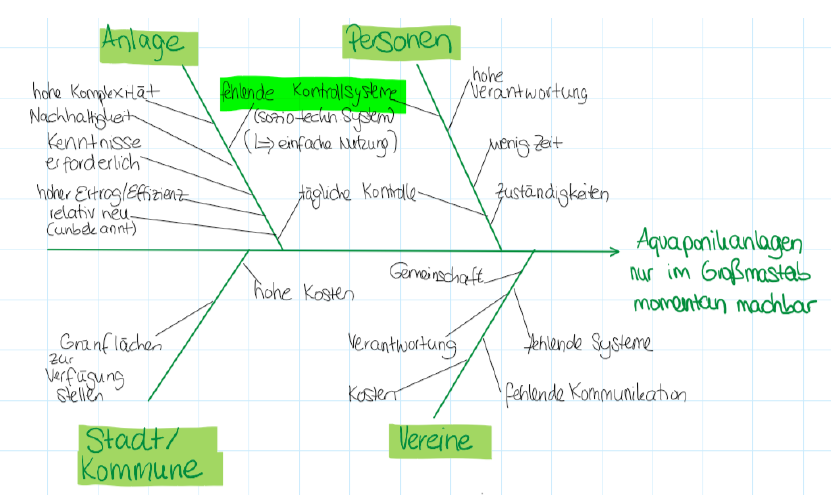 Anlage
Personen
hohe Komplexität
Nachhaltigkeit
Kenntnisse
erforderlich
hoher Ertrag/Effizienz
relativ neu
(unbekannt)
fehlende Kontrollsysteme
(sozio-techn System)
(↳ einfache Nutzung)
tägliche Kontrolle
hohe
Verantwortung
wenig Zeit
Zuständigkeiten
Aquaponikanlagen
nur im Großmastab
momentan machbar
hohe Kosten
Granflächen
zur
Verfügung
stellen
Stadt/
Kommune
Gemeinschaft
Verantwortung
Kosten
fehlende Systeme
fehlende Kommunikation
Vereine